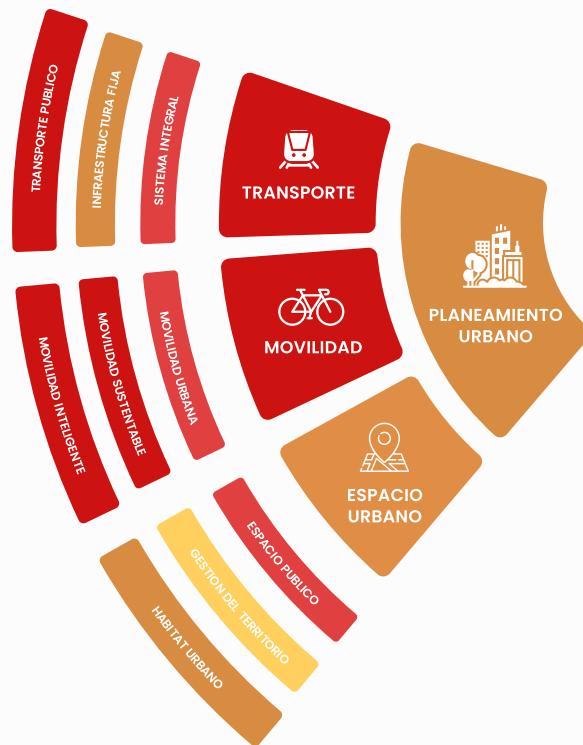 TRANSPORTE PUBLICO
INFRAESTRUCTURA FIJA
SISTEMA INTEGRAL
TRANSPORTE
PLANEAMIENTO
URBANO
MOVILIDAD INTELIGENTE
MOVILIDAD SUSTENTABLE
MOVILIDAD URBANA
MOVILIDAD
ESPACIO
URBANO
HABITAT URBANO
GESTION DEL TERRITORIO
ESPACIO PUBLICO